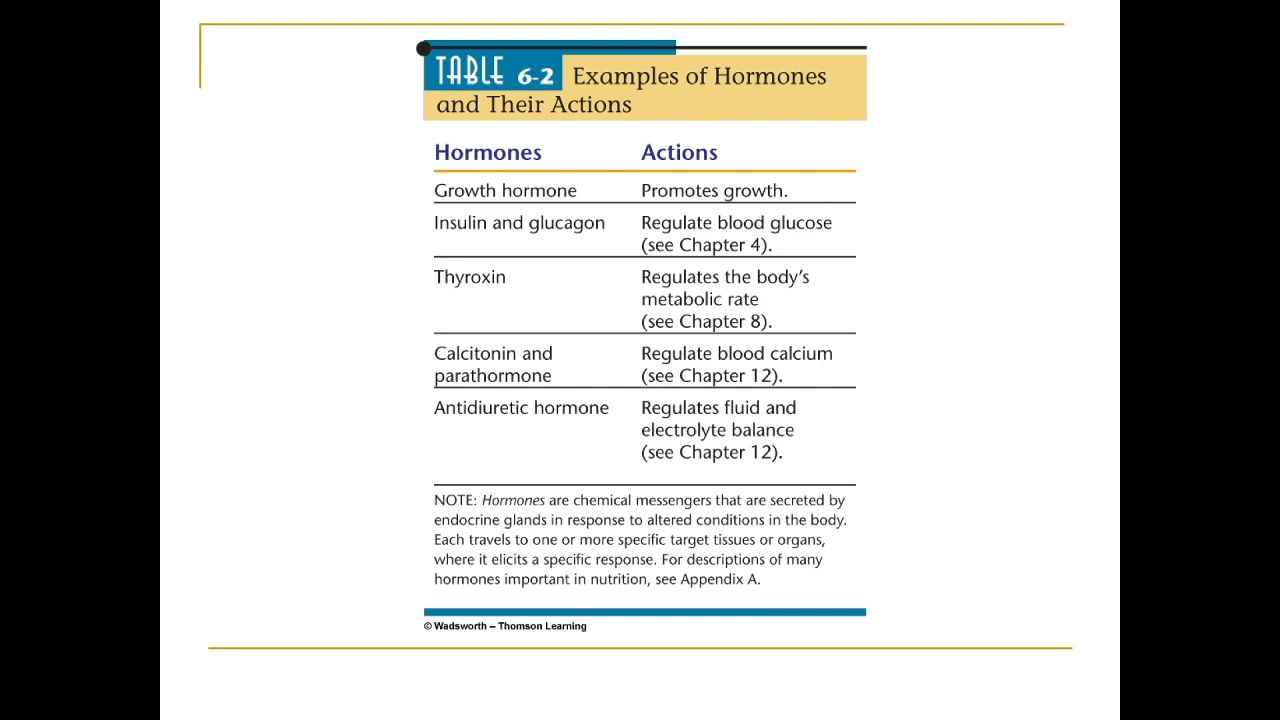 TABLE 6-2 Examples of Hormones
and Their Actions
Hormones Actions
Growth hormone Promotes growth.
Insulin and glucagon Regulate blood glucose
(see Chapter 4).
Thyroxin Regulates the body's
metabolic rate
(see Chapter 8).
Calcitonin and Regulate blood calcium
parathormone (see Chapter 12).
Antidiuretic hormone Regulates fluid and
electrolyte balance
(see Chapter 12).
NOTE: Hormones are chemical messengers that are secreted by
endocrine glands in response to altered conditions in the body.
Each travels to one or more specific target tissues or organs,
where it elicits a specific response. For descriptions of many
hormones important in nutrition, see Appendix A.
© Wadsworth – Thomson Learning